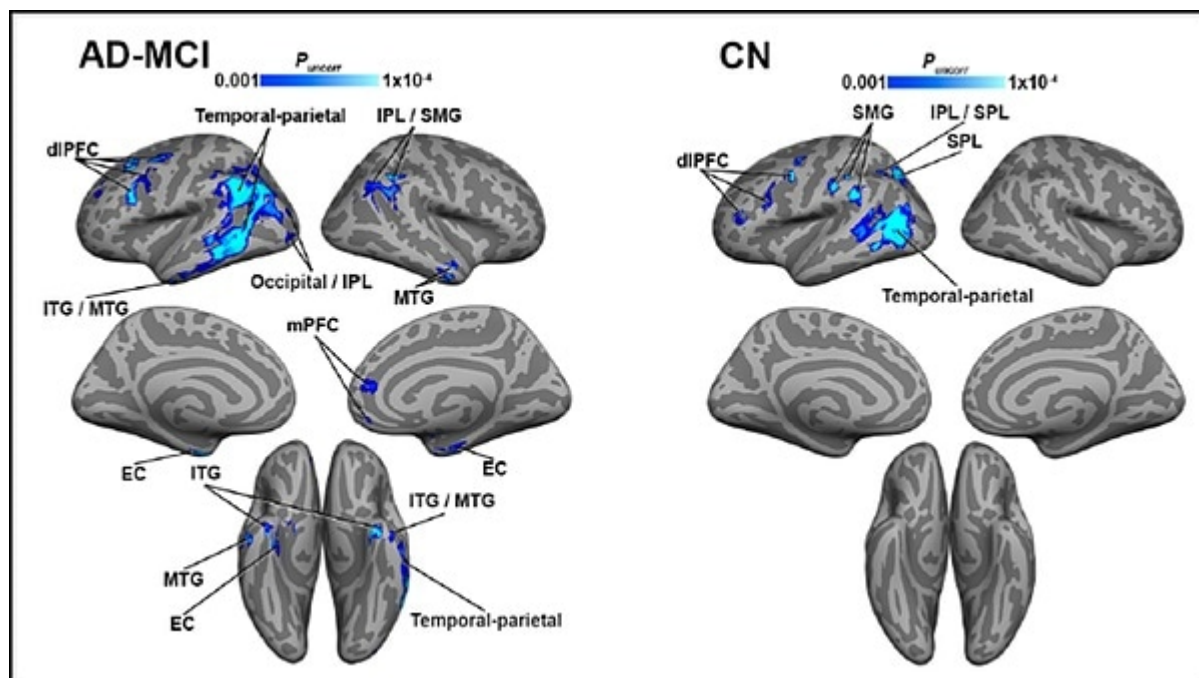 AD-MCI
P uncorr
0.001 1x10⁻⁴
Temporal-parietal
IPL / SMG
dlPFC
Occipital / IPL
MTG
ITG / MTG
mPFC
EC
EC
ITG
ITG / MTG
MTG
EC
Temporal-parietal
CN
P uncorr
0.001 1x10⁻⁴
SMG
IPL / SPL
SPL
dlPFC
Temporal-parietal